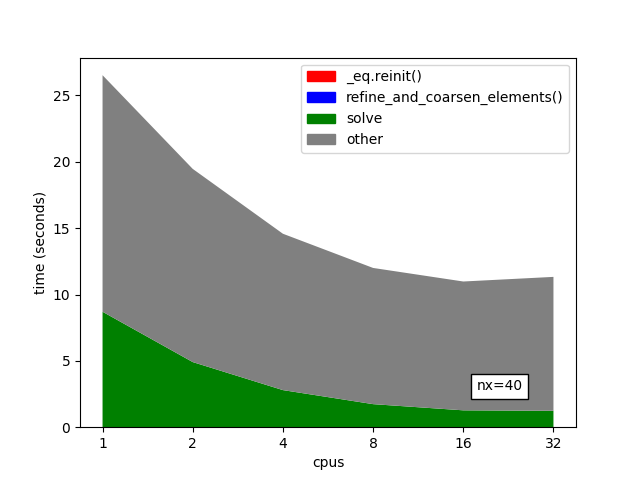 _eq.reinit()
refine_and_coarsen_elements()
solve
other
25
20
15
10
5
0
time (seconds)
nx=40
1 2 4 8 16 32
cpus